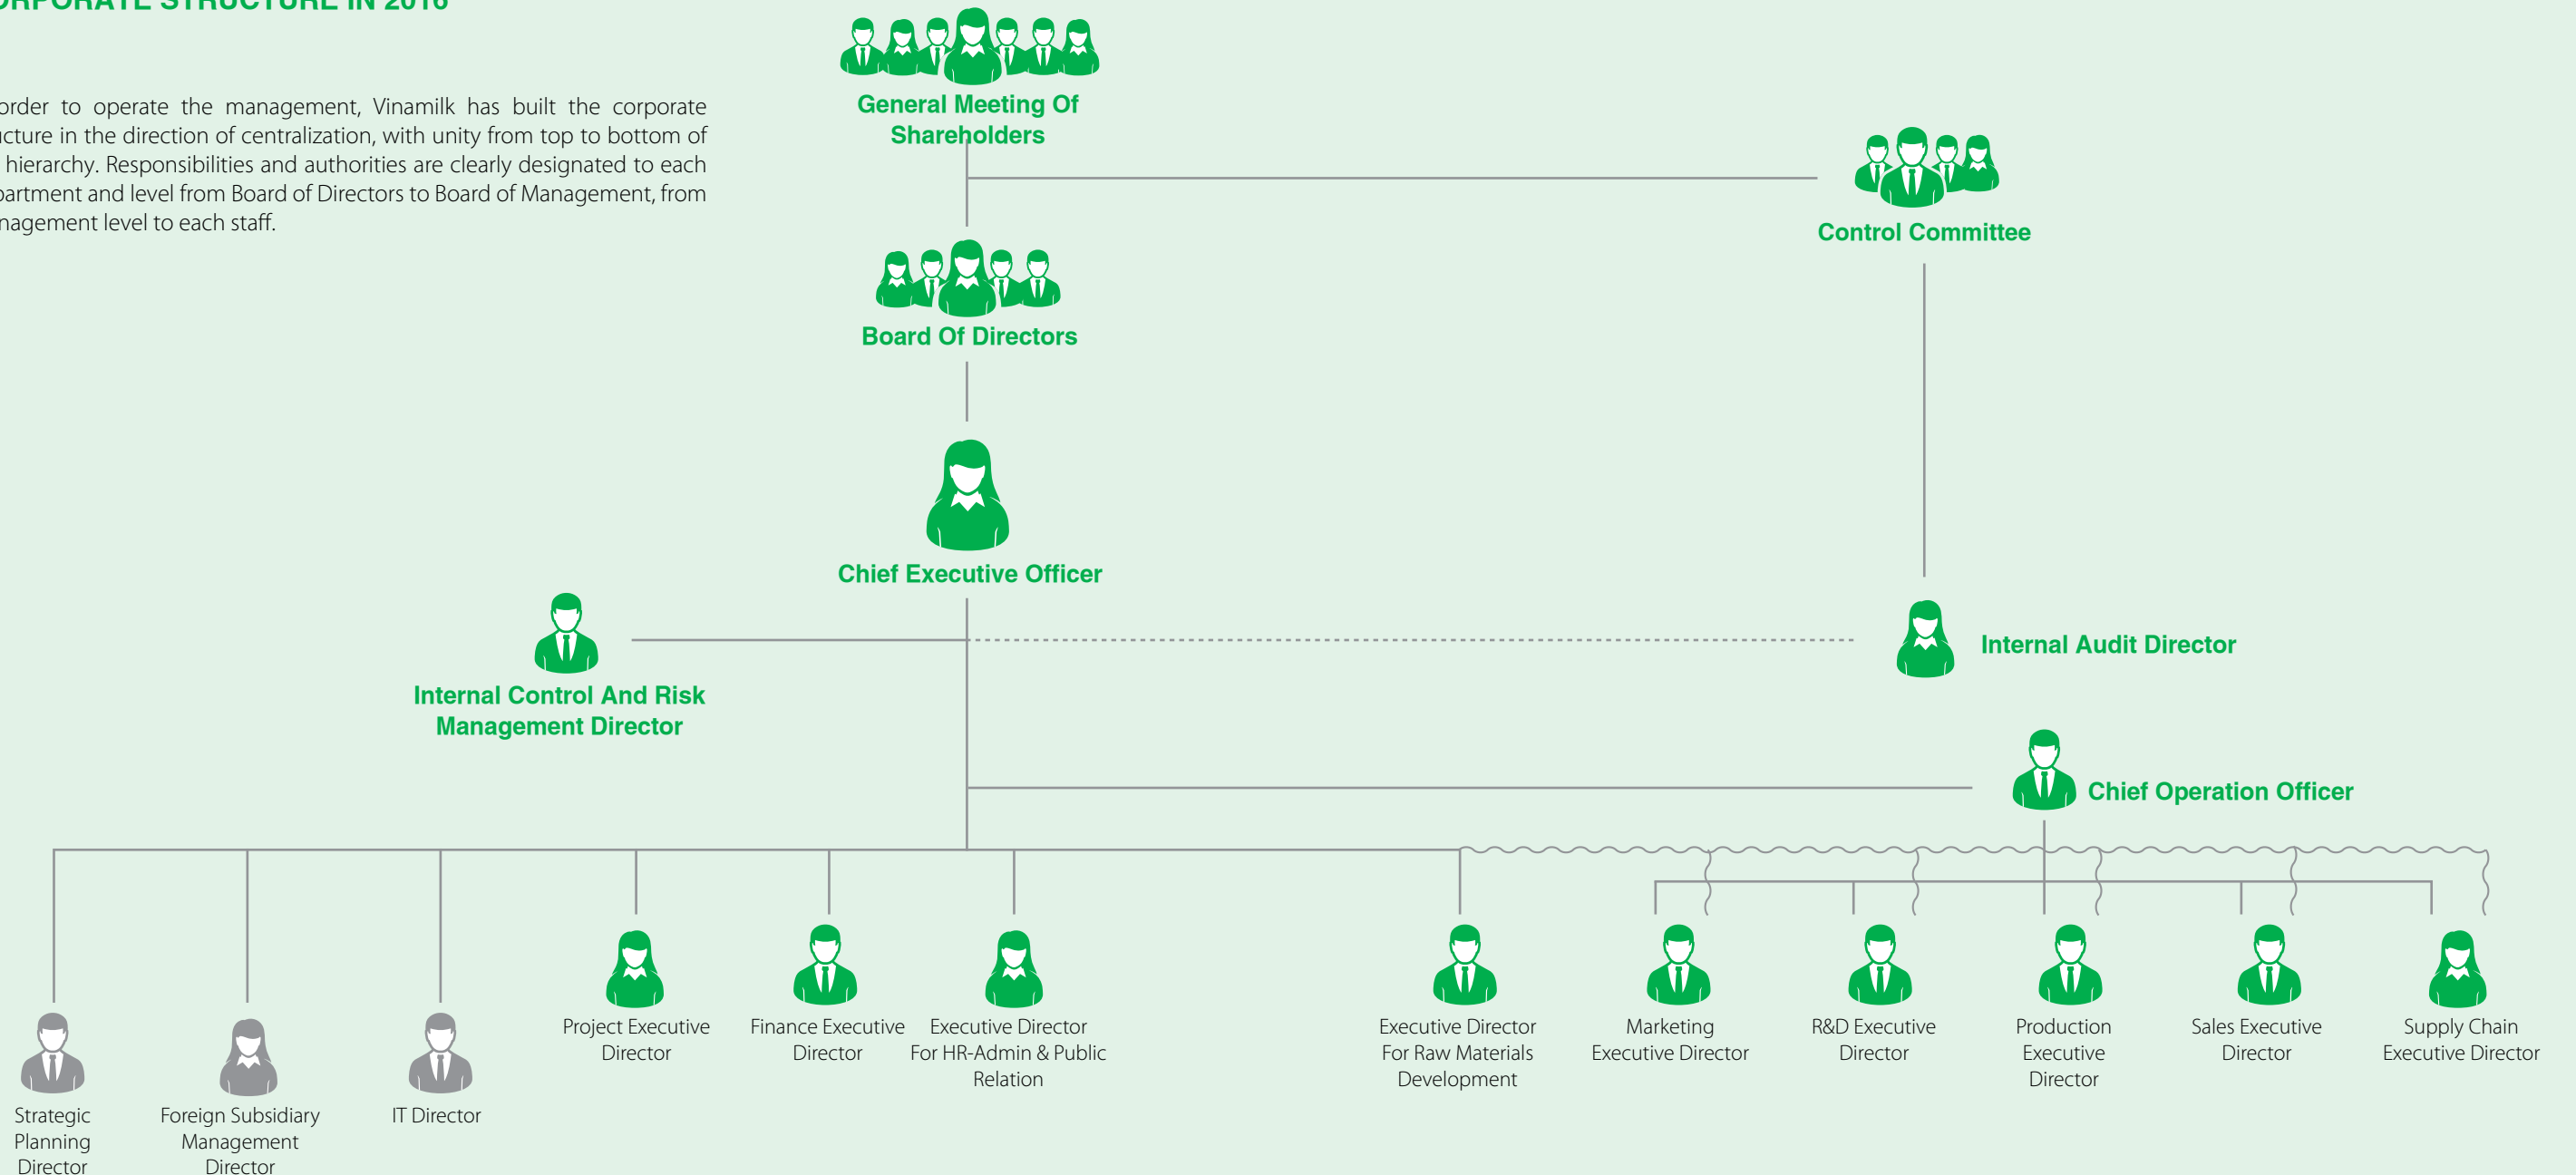 ORPORATE STRUCTURE IN 2016
order to operate the management, Vinamilk has built the corporate
ucture in the direction of centralization, with unity from top to bottom of
hierarchy. Responsibilities and authorities are clearly designated to each
partment and level from Board of Directors to Board of Management, from
nagement level to each staff.
General Meeting Of
Shareholders
Control Committee
Board Of Directors
Chief Executive Officer
Internal Audit Director
Internal Control And Risk
Management Director
Chief Operation Officer
Project Executive
Director
Finance Executive
Director
Executive Director
For HR-Admin & Public
Relation
Executive Director
For Raw Materials
Development
Marketing
Executive Director
R&D Executive
Director
Production
Executive
Director
Sales Executive
Director
Supply Chain
Executive Director
Strategic
Planning
Director
Foreign Subsidiary
Management
Director
IT Director